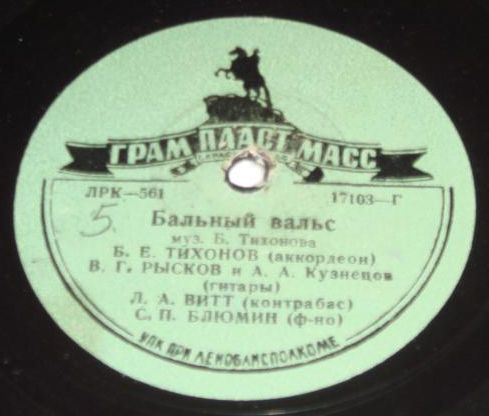 ГРАМ ПЛАСТ МАСС
ЛРК—561
17103—Г
5.
Бальный вальс
муз. Б. Тихонова
Б. Е. ТИХОНОВ (аккордеон)
В. Г. РЫСКОВ и А. А. Кузнецов
(гитары)
Л. А. ВИТТ (контрабас)
С. П. БЛЮМИН (ф-но)
УПК ПРИ ЛЕНОБЛИСПОЛКОМЕ